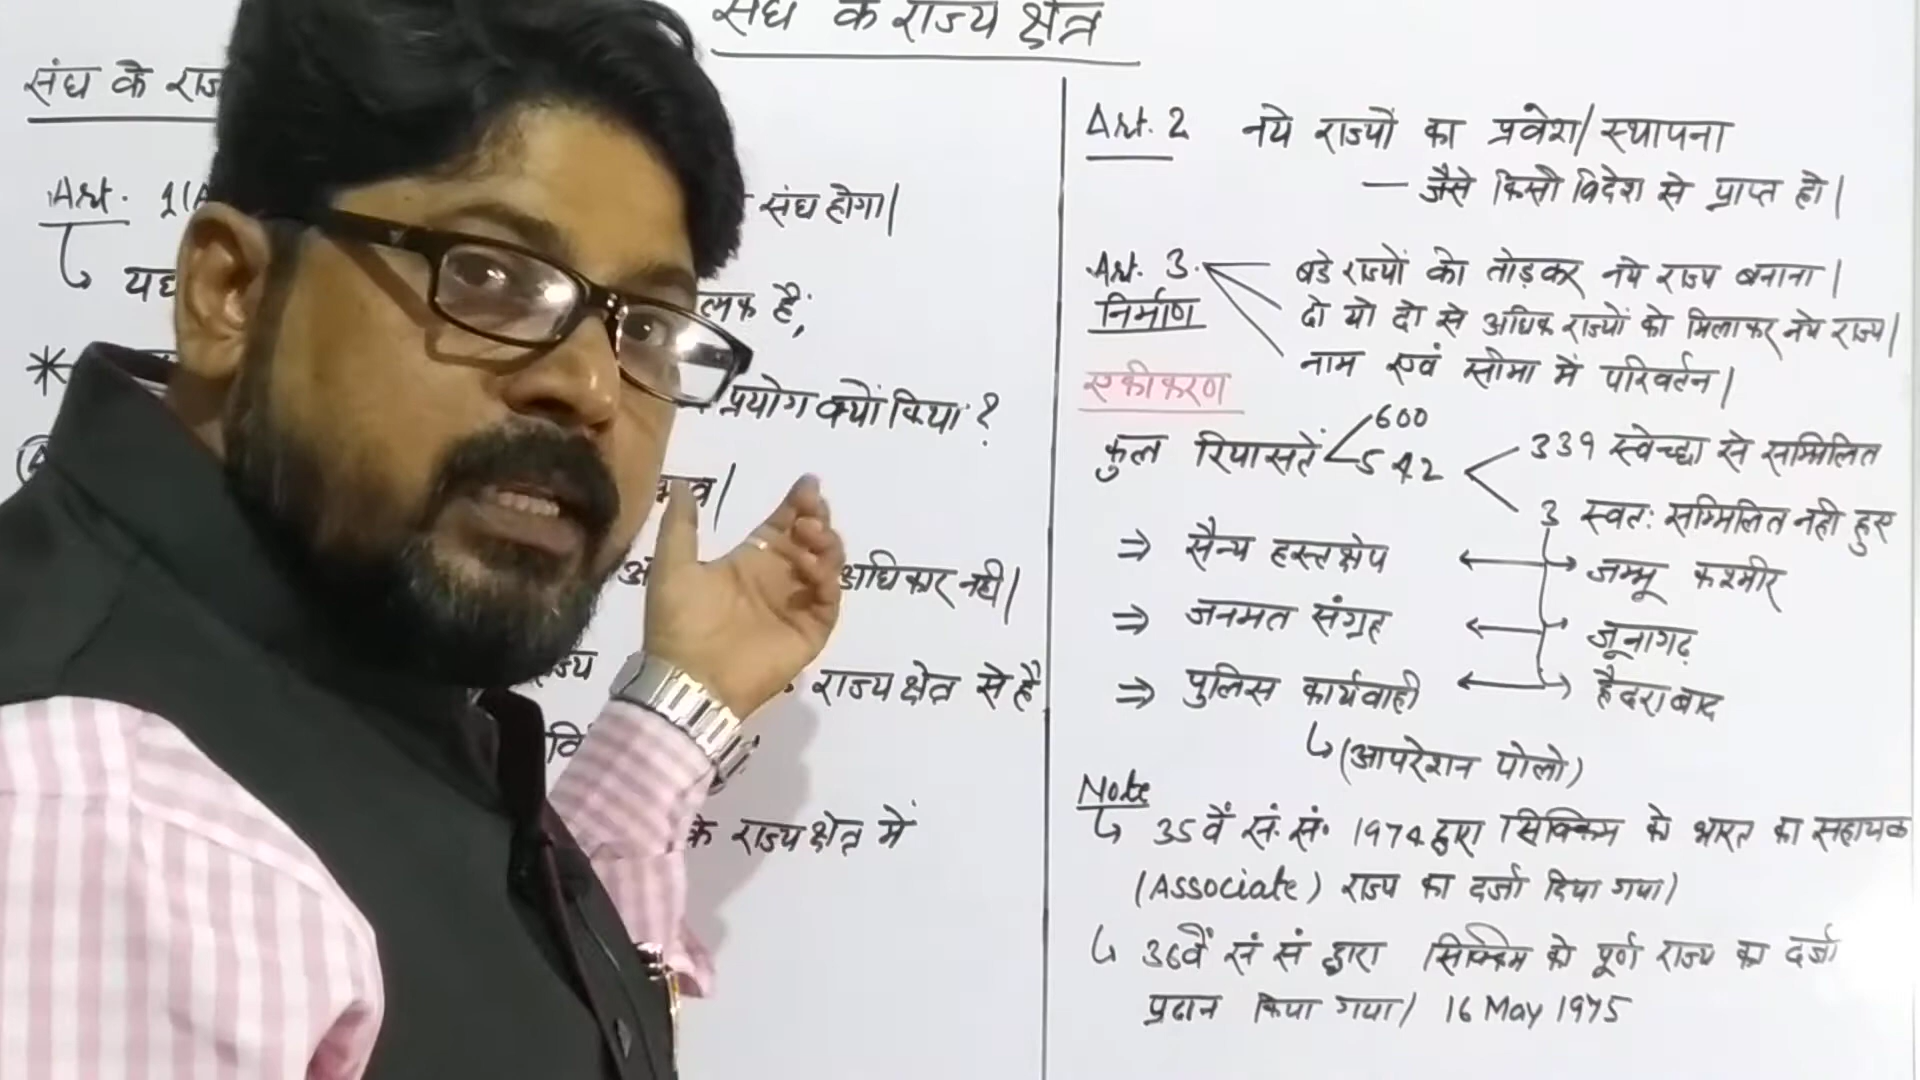 संघ के राज्य क्षेत्र
संघ के
Art. 1(A
संघ होगा|
यह
त्मक है;
*
प्रयोग क्यों किया ?
भाव|
अधिकार नही|
राज्य क्षेत्र से है
वि
के राज्य क्षेत्र में
Art. 2 नये राज्यों का प्रवेश/स्थापना
— जैसे किसी विदेश से प्राप्त हो|
Art. 3. बडे राज्यों को तोड़कर नये राज्य बनाना|
निर्माण दो यो दो से अधिक राज्यों को मिलाकर नये राज्य|
नाम एवं सीमा में परिवर्तन|
एकीकरण
कुल रियासतें 600
542 339 स्वेच्छा से सम्मिलित
3 स्वतः सम्मिलित नही हुए
⇒ सैन्य हस्तक्षेप ↔ जम्मू कश्मीर
⇒ जनमत संग्रह ↔ जूनागढ़
⇒ पुलिस कार्यवाही ↔ हैदराबाद
↳ (आपरेशन पोलो)
Note
↳ 35वें सं. सं. 1974 द्वारा सिक्किम को भारत का सहायक
(Associate) राज्य का दर्जा दिया गया|
↳ 36वें सं सं द्वारा सिक्किम को पूर्ण राज्य का दर्जा
प्रदान किया गया| 16 May 1975